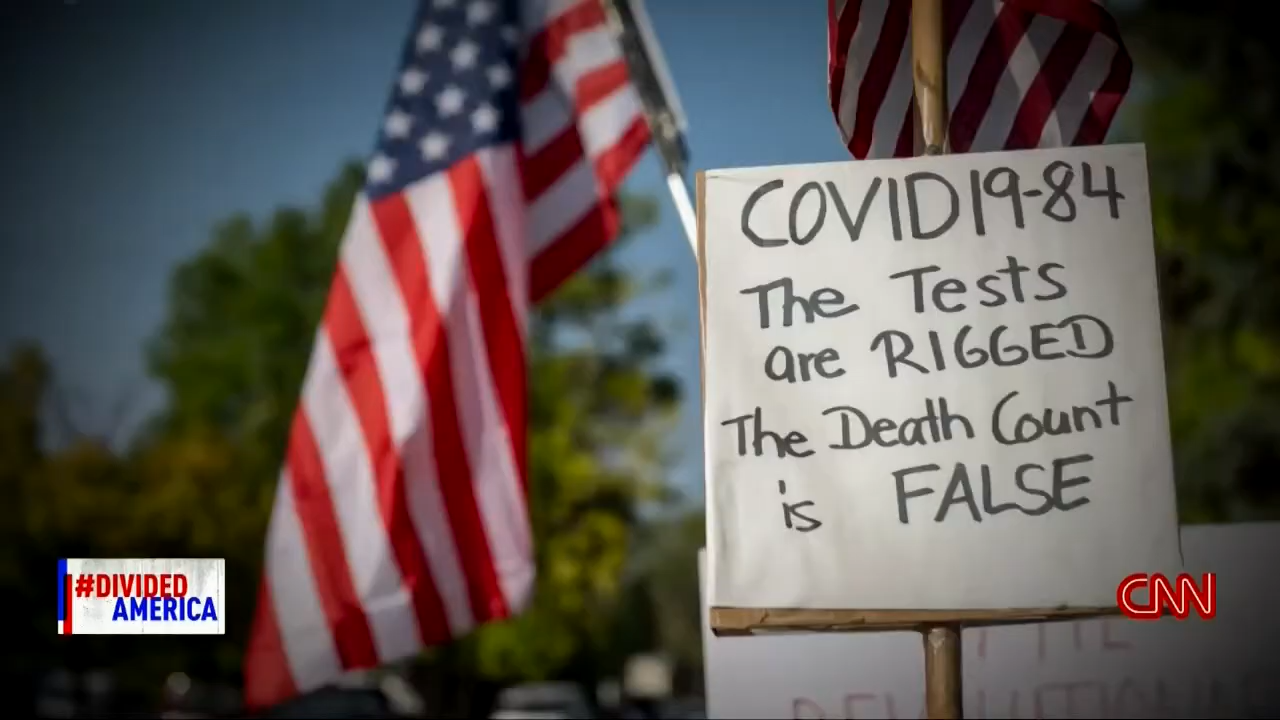 COVID19-84
The Tests
are RIGGED
The Death Count
is FALSE
#DIVIDED
AMERICA
CNN